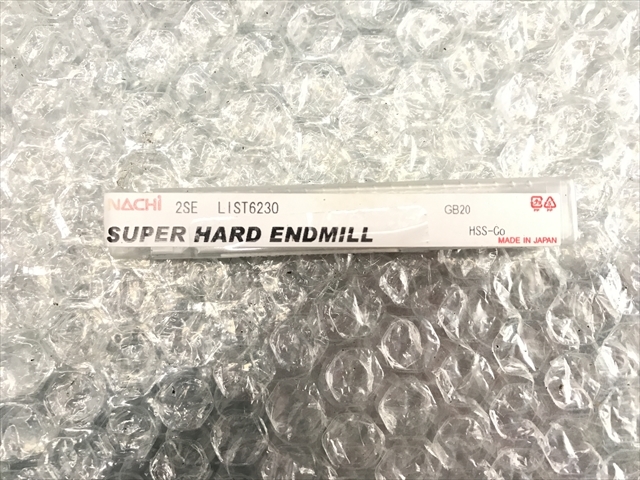 NACHi 2SE LIST6230 GB20
SUPER HARD ENDMILL HSS-Co
MADE IN JAPAN